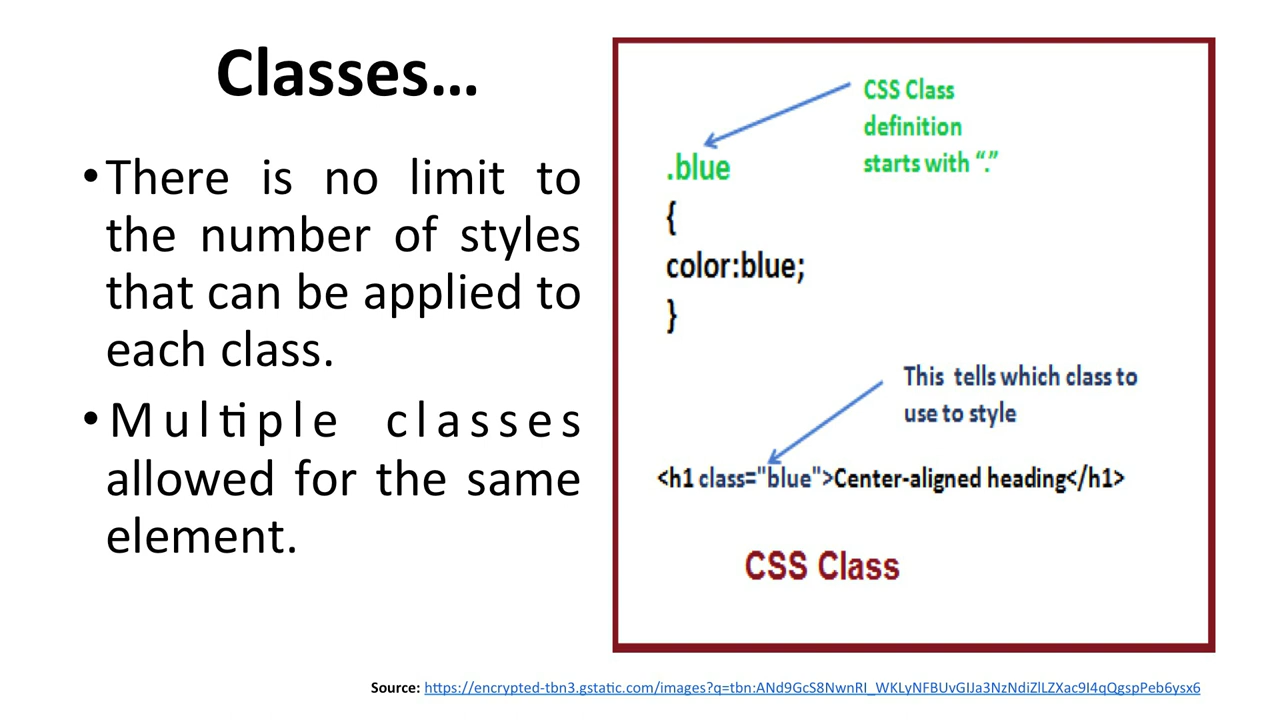 Classes…
•There is no limit to
the number of styles
that can be applied to
each class.
•Multiple classes
allowed for the same
element.
CSS Class
definition
starts with “.”
.blue
{
color:blue;
}
This tells which class to
use to style
<h1 class="blue">Center-aligned heading</h1>
CSS Class
Source: https://encrypted-tbn3.gstatic.com/images?q=tbn:ANd9GcS8NwnRI_WKLyNFBUvGIJa3NzNdiZlLZXac9I4qQgspPeb6ysx6